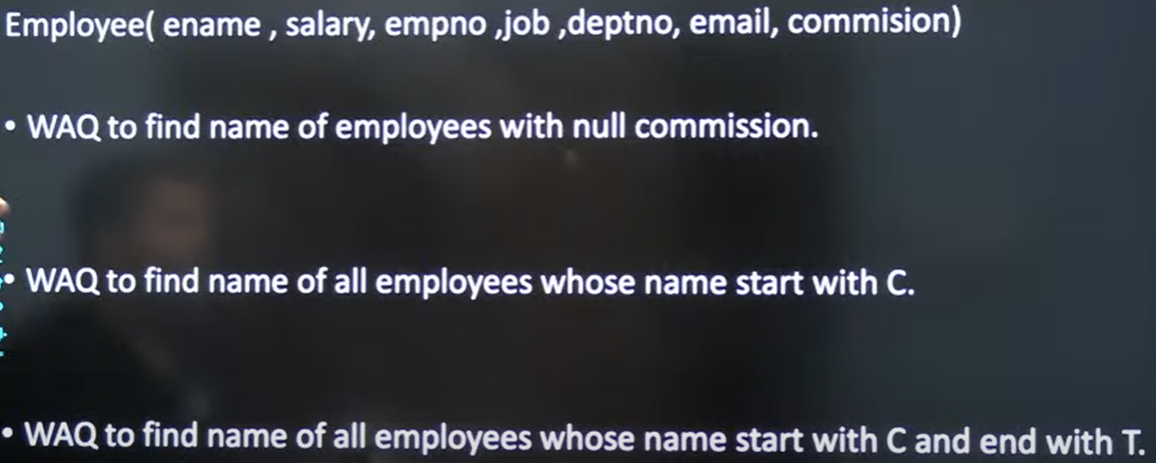 Employee( ename , salary, empno ,job ,deptno, email, commision)
• WAQ to find name of employees with null commission.
• WAQ to find name of all employees whose name start with C.
• WAQ to find name of all employees whose name start with C and end with T.